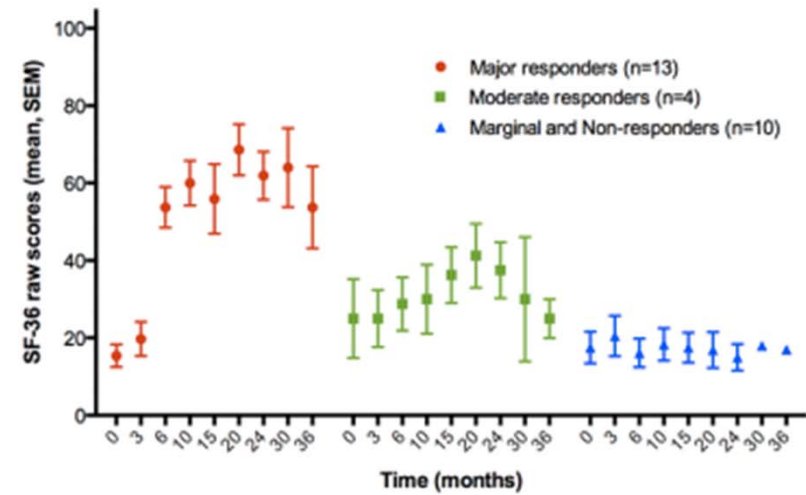 SF-36 raw scores (mean, SEM)
100
80
60
40
20
0
Major responders (n=13)
Moderate responders (n=4)
Marginal and Non-responders (n=10)
0 3 6 10 15 20 24 30 36 0 3 6 10 15 20 24 30 36 0 3 6 10 15 20 24 30 36
Time (months)